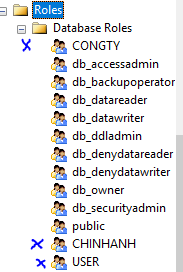 Roles
Database Roles
CONGTY
db_accessadmin
db_backupoperator
db_datareader
db_datawriter
db_ddladmin
db_denydatareader
db_denydatawriter
db_owner
db_securityadmin
public
CHINHANH
USER